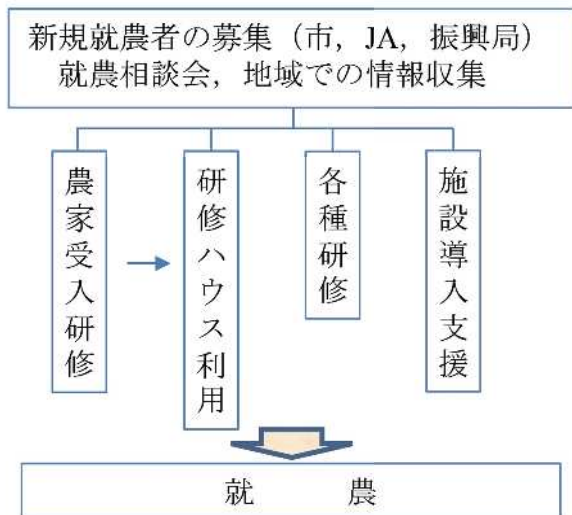 新規就農者の募集（市，JA，振興局）
就農相談会，地域での情報収集
農家受入研修
研修ハウス利用
各種研修
施設導入支援
就　　農